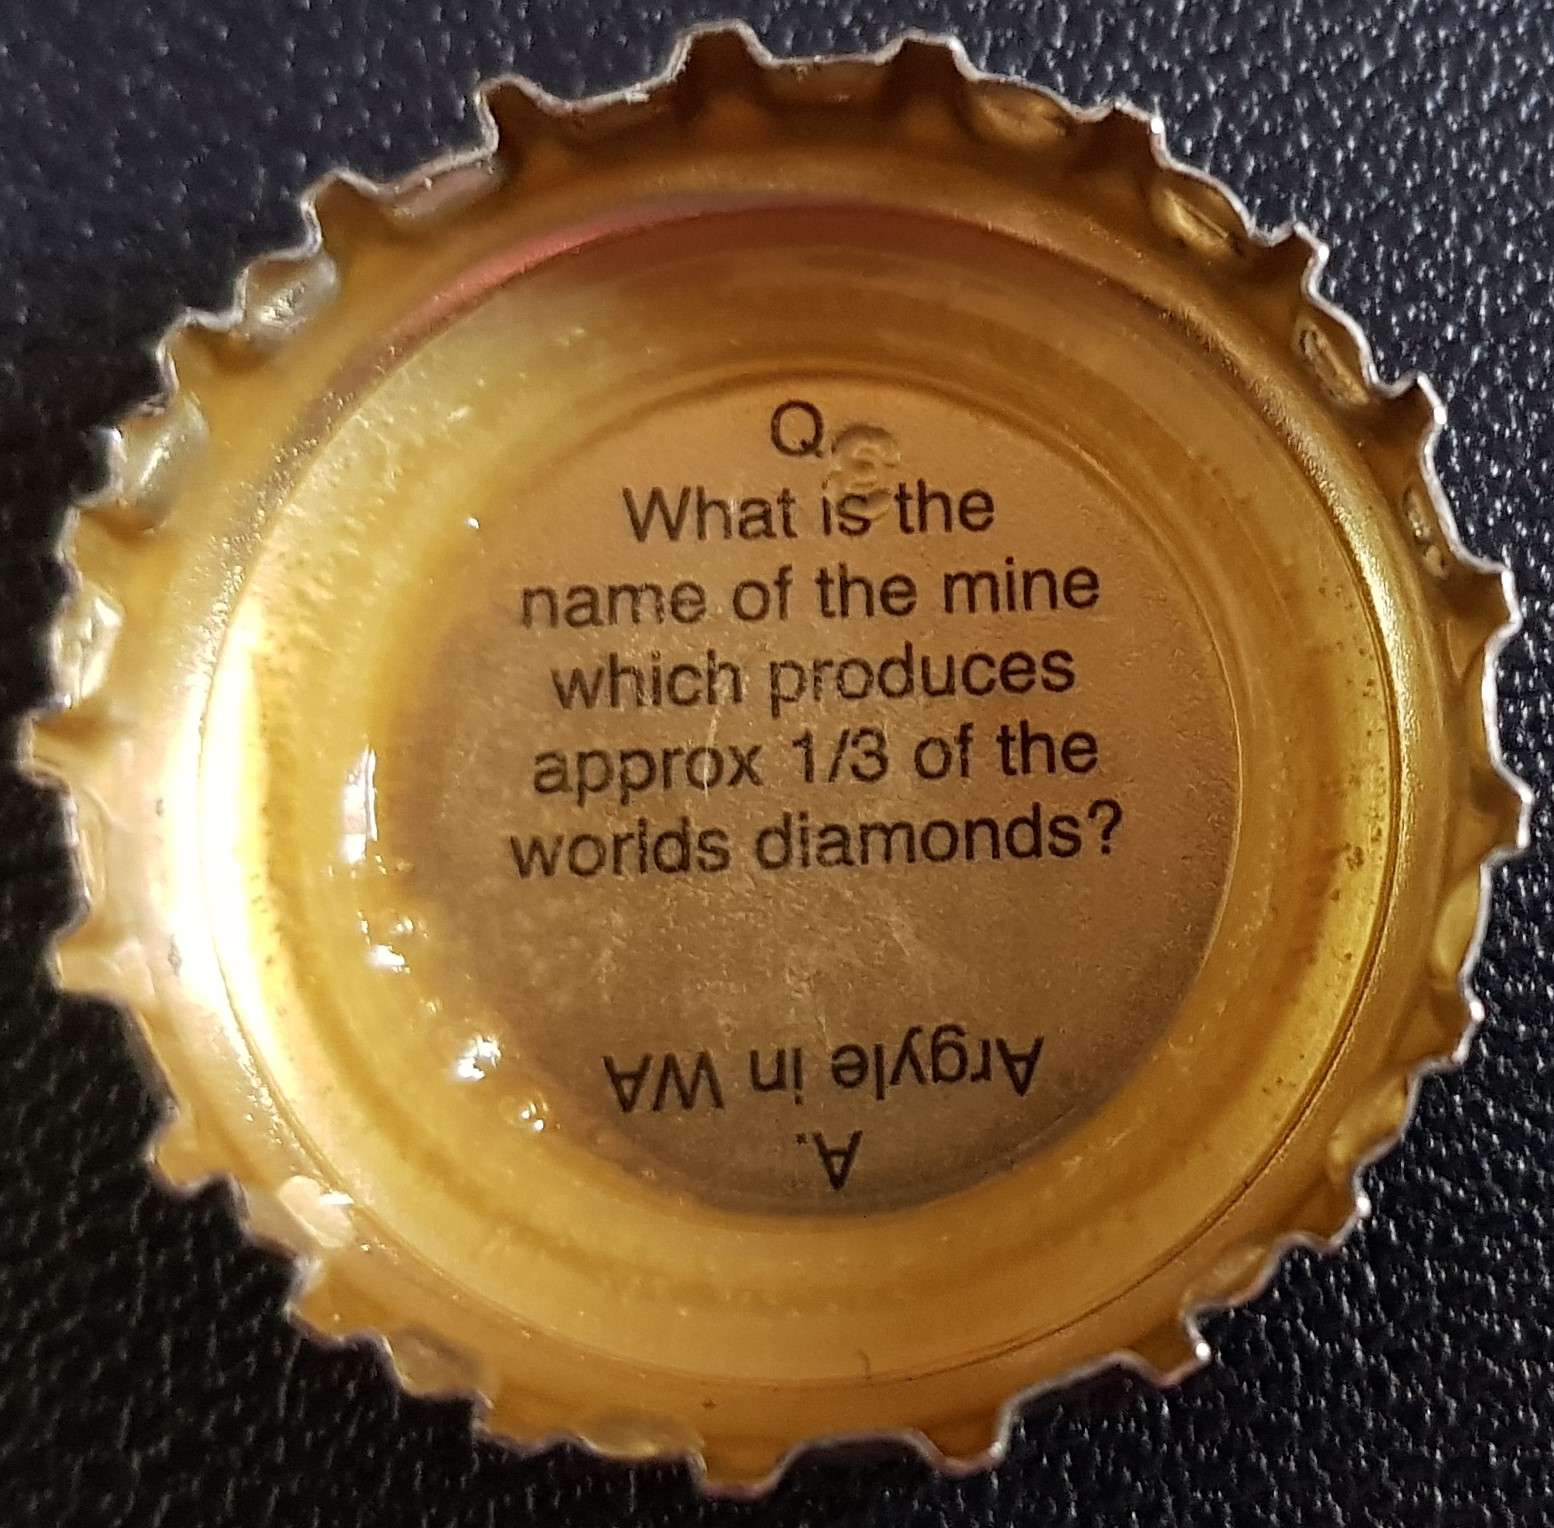 Q.
What is the
name of the mine
which produces
approx 1/3 of the
worlds diamonds?
A.
Argyle in WA